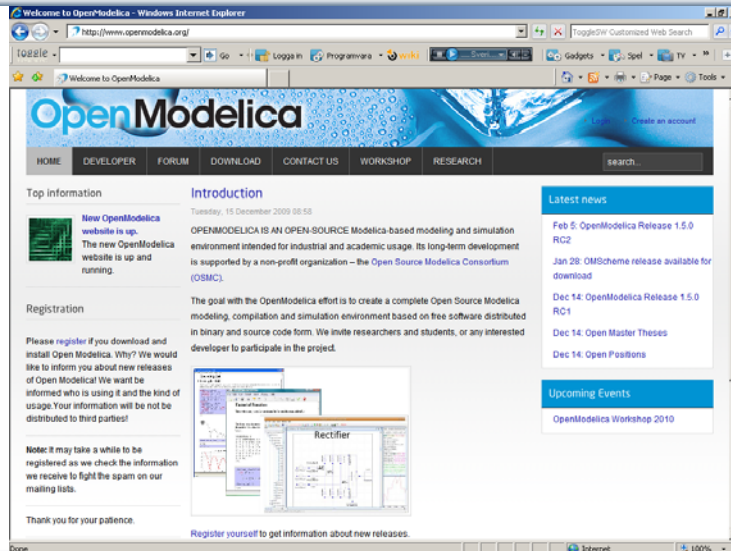 Welcome to OpenModelica - Windows Internet Explorer
http://www.openmodelica.org/
ToggleSW Customized Web Search
toggle
Go
Logga in
Programvara
wiki
Gadgets
Spel
TV
Welcome to OpenModelica
Page
Tools
OpenModelica
Login
Create an account
HOME
DEVELOPER
FORUM
DOWNLOAD
CONTACT US
WORKSHOP
RESEARCH
search...
Top information
New OpenModelica
website is up.
The new OpenModelica
website is up and
running.
Registration
Please register if you download and
install Open Modelica. Why? We would
like to inform you about new releases
of Open Modelica! We want be
informed who is using it and the kind of
usage.Your information will not be
distributed to third parties!
Note: It may take a while to be
registered as we check the information
we receive to fight the spam on our
mailing lists.
Thank you for your patience.
Introduction
Tuesday, 15 December 2009 08:58
OPENMODELICA IS AN OPEN-SOURCE Modelica-based modeling and simulation
environment intended for industrial and academic usage. Its long-term development
is supported by a non-profit organization – the Open Source Modelica Consortium
(OSMC).
The goal with the OpenModelica effort is to create a complete Open Source Modelica
modeling, compilation and simulation environment based on free software distributed
in binary and source code form. We invite researchers and students, or any interested
developer to participate in the project.
Rectifier
Register yourself to get information about new releases.
Latest news
Feb 5: OpenModelica Release 1.5.0
RC2
Jan 28: OMScheme release available for
download
Dec 14: OpenModelica Release 1.5.0
RC1
Dec 14: Open Master Theses
Dec 14: Open Positions
Upcoming Events
OpenModelica Workshop 2010
Done
Internet
100%